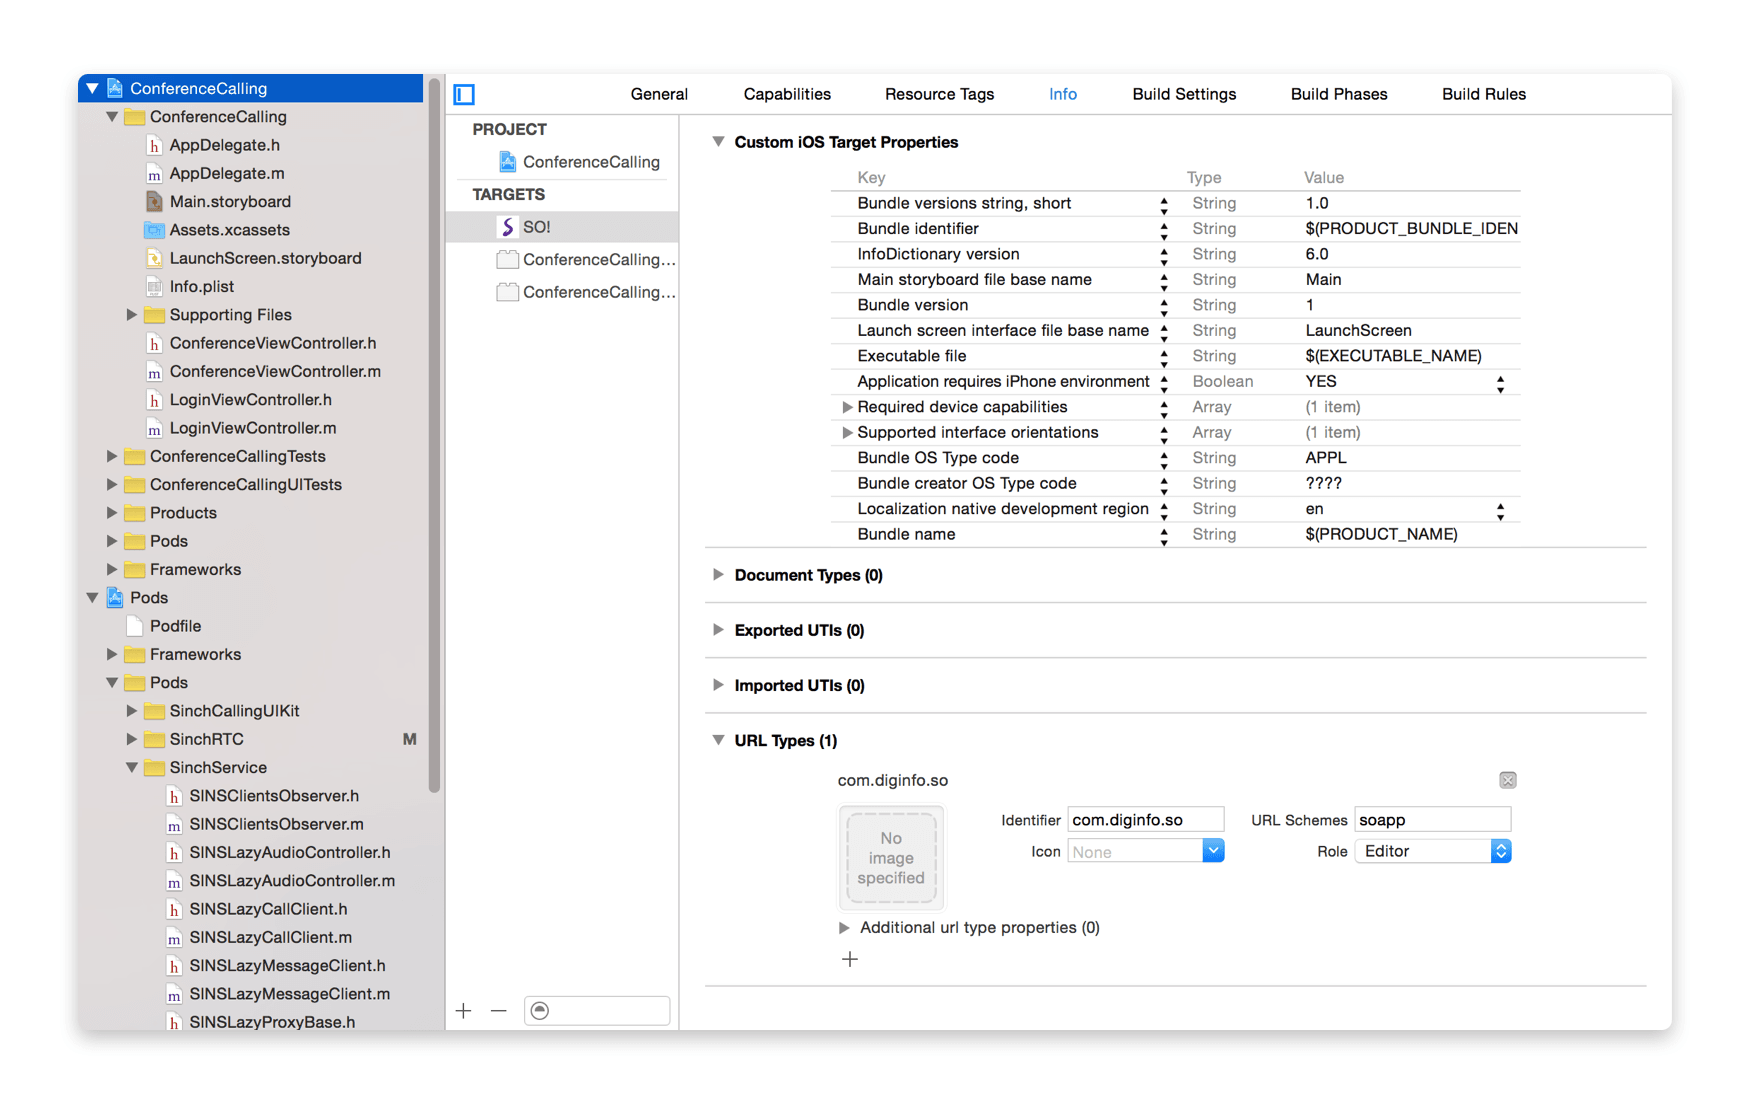 ConferenceCalling
ConferenceCalling
h AppDelegate.h
m AppDelegate.m
Main.storyboard
Assets.xcassets
LaunchScreen.storyboard
Info.plist
Supporting Files
h ConferenceViewController.h
m ConferenceViewController.m
h LoginViewController.h
m LoginViewController.m
ConferenceCallingTests
ConferenceCallingUITests
Products
Pods
Frameworks
Pods
Podfile
Frameworks
Pods
SinchCallingUIKit
SinchRTC M
SinchService
h SINSClientsObserver.h
m SINSClientsObserver.m
h SINSLazyAudioController.h
m SINSLazyAudioController.m
h SINSLazyCallClient.h
m SINSLazyCallClient.m
h SINSLazyMessageClient.h
m SINSLazyMessageClient.m
h SINSLazyProxyBase.h
General Capabilities Resource Tags Info Build Settings Build Phases Build Rules
PROJECT
ConferenceCalling
TARGETS
S SO!
ConferenceCalling...
ConferenceCalling...
Custom iOS Target Properties
Key Type Value
Bundle versions string, short String 1.0
Bundle identifier String $(PRODUCT_BUNDLE_IDEN
InfoDictionary version String 6.0
Main storyboard file base name String Main
Bundle version String 1
Launch screen interface file base name String LaunchScreen
Executable file String $(EXECUTABLE_NAME)
Application requires iPhone environment Boolean YES
Required device capabilities Array (1 item)
Supported interface orientations Array (1 item)
Bundle OS Type code String APPL
Bundle creator OS Type code String ????
Localization native development region String en
Bundle name String $(PRODUCT_NAME)
Document Types (0)
Exported UTIs (0)
Imported UTIs (0)
URL Types (1)
com.diginfo.so
No
image
specified
Identifier com.diginfo.so URL Schemes soapp
Icon None Role Editor
Additional url type properties (0)